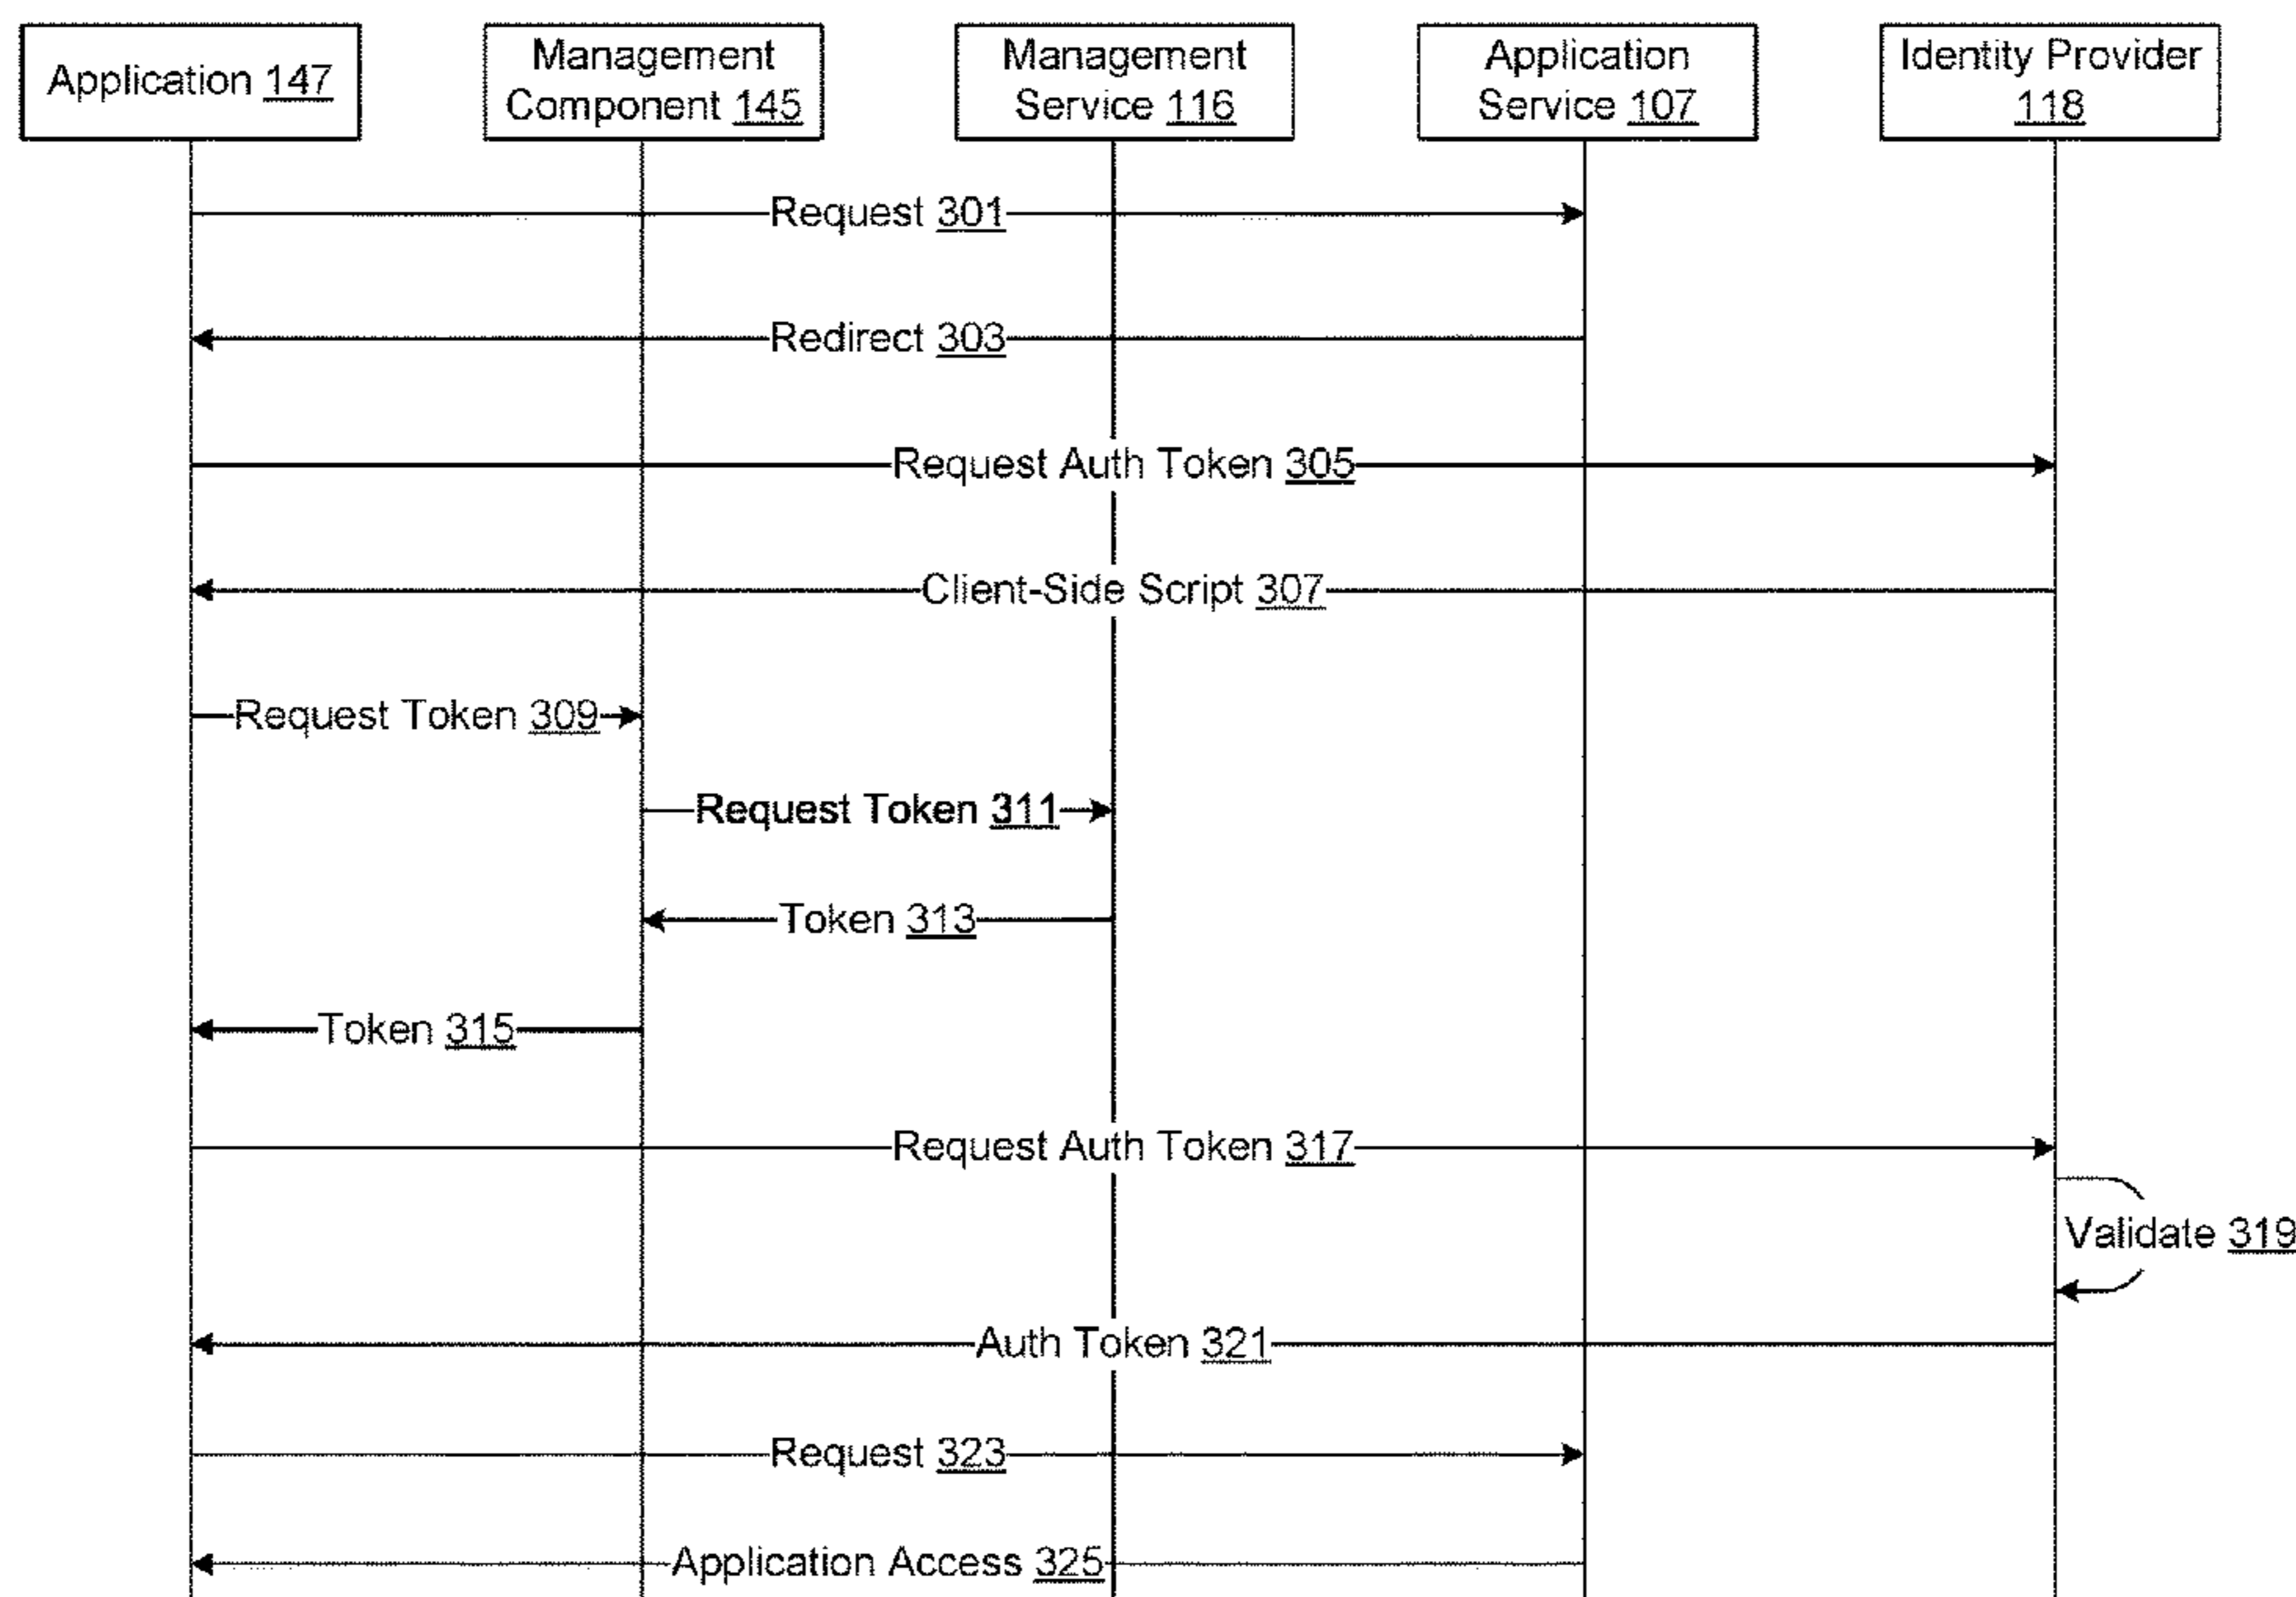 Application 147
Management
Component 145
Management
Service 116
Application
Service 107
Identity Provider
118
Request 301
Redirect 303
Request Auth Token 305
Client-Side Script 307
Request Token 309
Request Token 311
Token 313
Token 315
Request Auth Token 317
Validate 319
Auth Token 321
Request 323
Application Access 325